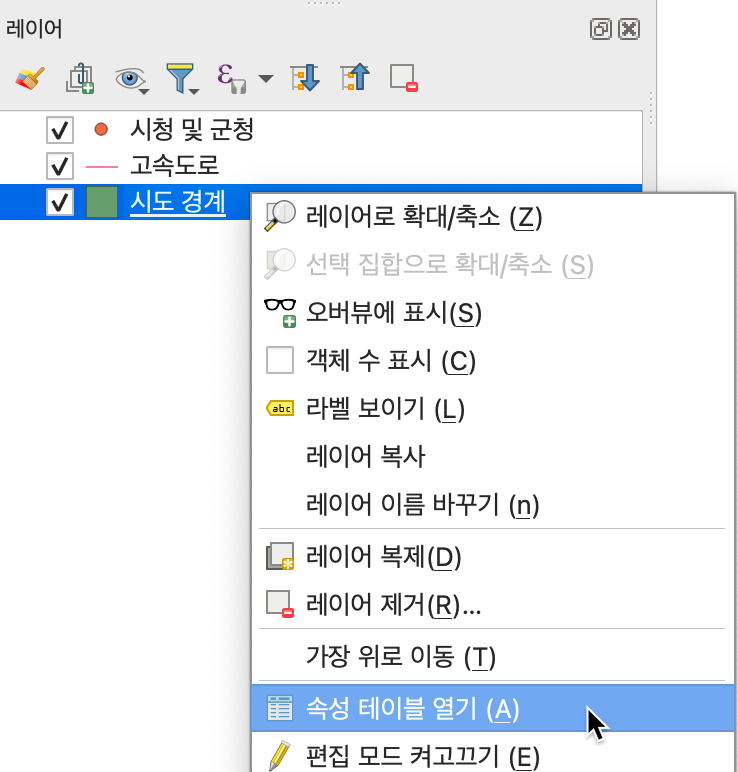 레이어
시청 및 군청
고속도로
시도 경계
레이어로 확대/축소 (Z)
선택 집합으로 확대/축소 (S)
오버뷰에 표시(S)
객체 수 표시 (C)
abc 라벨 보이기 (L)
레이어 복사
레이어 이름 바꾸기 (n)
레이어 복제(D)
레이어 제거(R)...
가장 위로 이동 (T)
속성 테이블 열기 (A)
편집 모드 켜고끄기 (E)